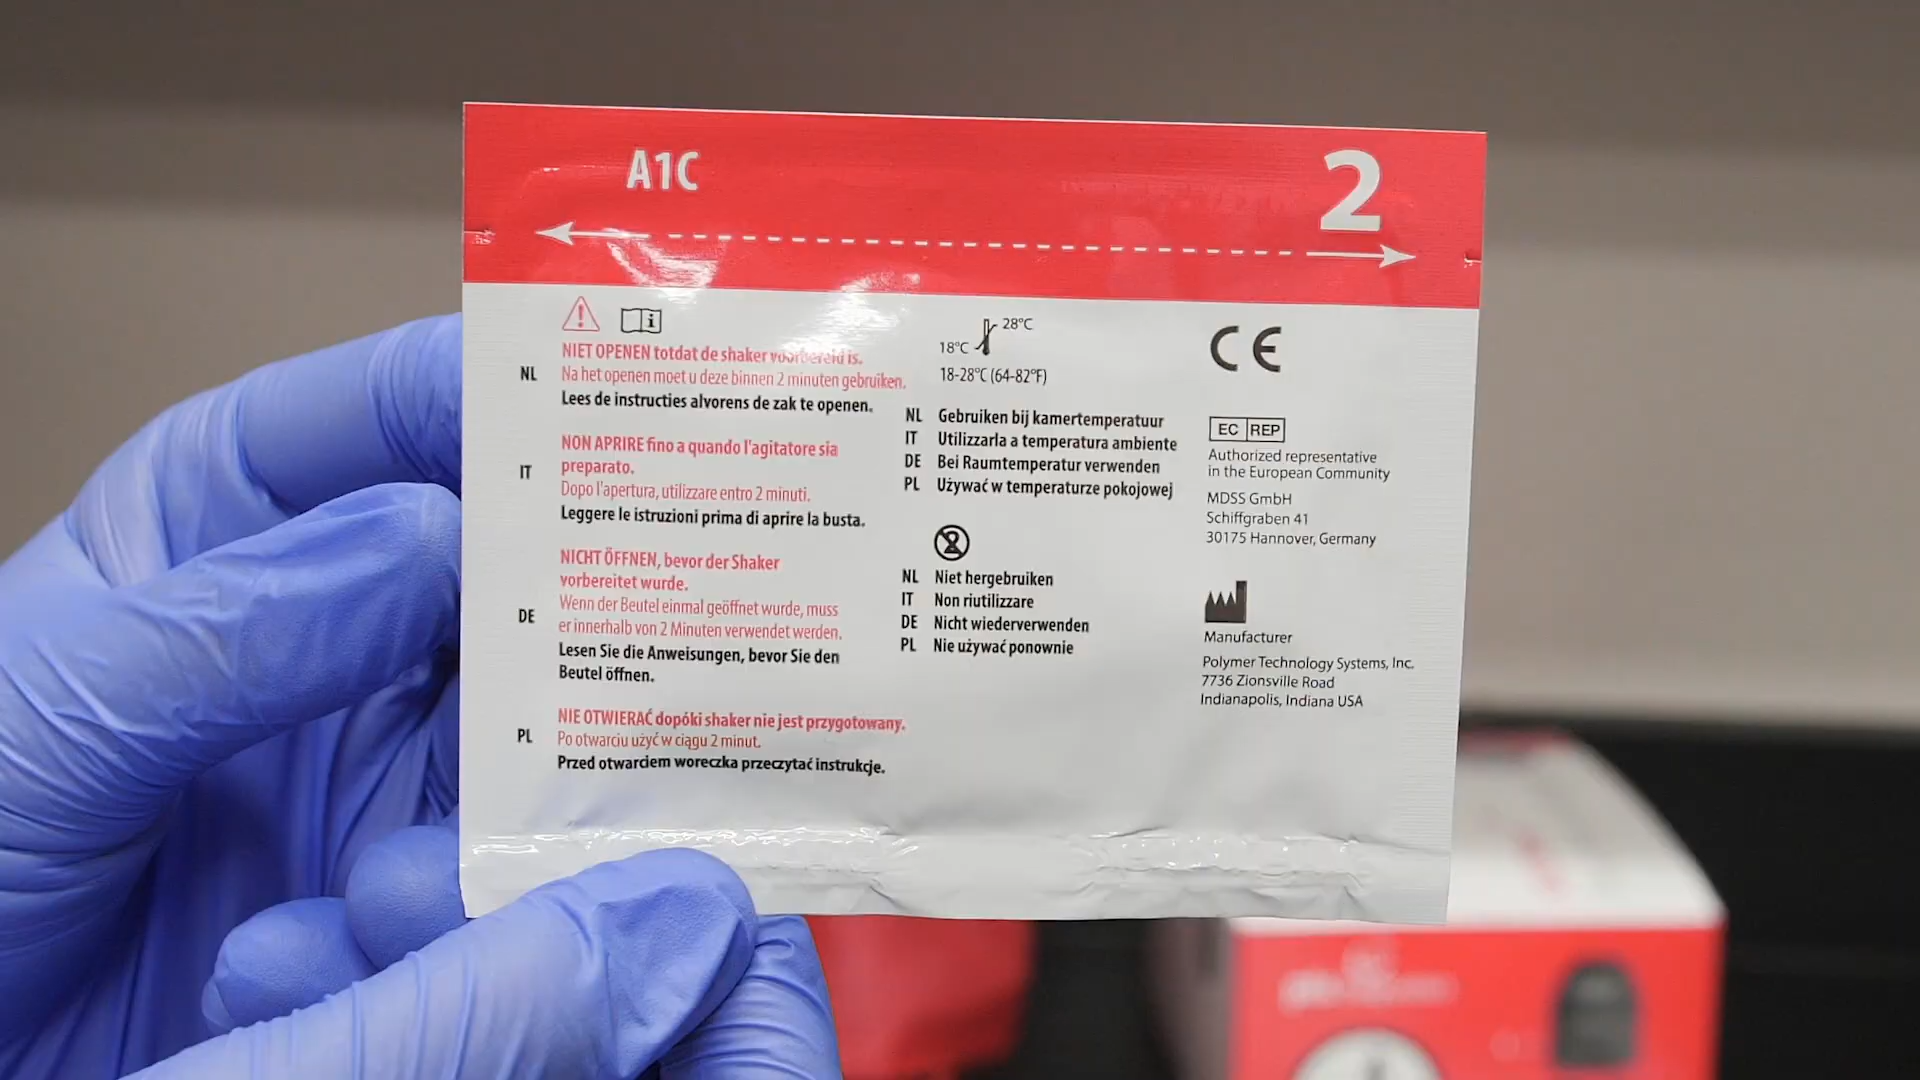 A1C
2
NL
NIET OPENEN totdat de shaker voorbereid is.
Na het openen moet u deze binnen 2 minuten gebruiken.
Lees de instructies alvorens de zak te openen.
IT
NON APRIRE fino a quando l'agitatore sia
preparato.
Dopo l'apertura, utilizzare entro 2 minuti.
Leggere le istruzioni prima di aprire la busta.
DE
NICHT ÖFFNEN, bevor der Shaker
vorbereitet wurde.
Wenn der Beutel einmal geöffnet wurde, muss
er innerhalb von 2 Minuten verwendet werden.
Lesen Sie die Anweisungen, bevor Sie den
Beutel öffnen.
PL
NIE OTWIERAĆ dopóki shaker nie jest przygotowany.
Po otwarciu użyć w ciągu 2 minut.
Przed otwarciem woreczka przeczytać instrukcje.
28°C
18°C
18-28°C (64-82°F)
NL Gebruiken bij kamertemperatuur
IT Utilizzarla a temperatura ambiente
DE Bei Raumtemperatur verwenden
PL Używać w temperaturze pokojowej
2
NL Niet hergebruiken
IT Non riutilizzare
DE Nicht wiederverwenden
PL Nie używać ponownie
CE
EC REP
Authorized representative
in the European Community
MDSS GmbH
Schiffgraben 41
30175 Hannover, Germany
Manufacturer
Polymer Technology Systems, Inc.
7736 Zionsville Road
Indianapolis, Indiana USA